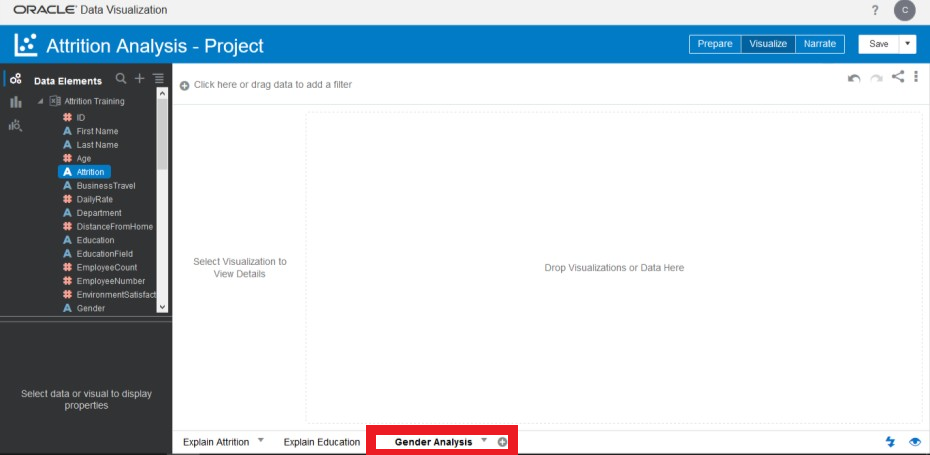 ORACLE Data Visualization
?
C
Attrition Analysis - Project
Prepare
Visualize
Narrate
Save
Data Elements
Click here or drag data to add a filter
Attrition Training
# ID
A First Name
A Last Name
# Age
A Attrition
A BusinessTravel
# DailyRate
A Department
# DistanceFromHome
A Education
A EducationField
# EmployeeCount
# EmployeeNumber
# EnvironmentSatisfact
A Gender
Select Visualization to
View Details
Drop Visualizations or Data Here
Select data or visual to display
properties
Explain Attrition
Explain Education
Gender Analysis